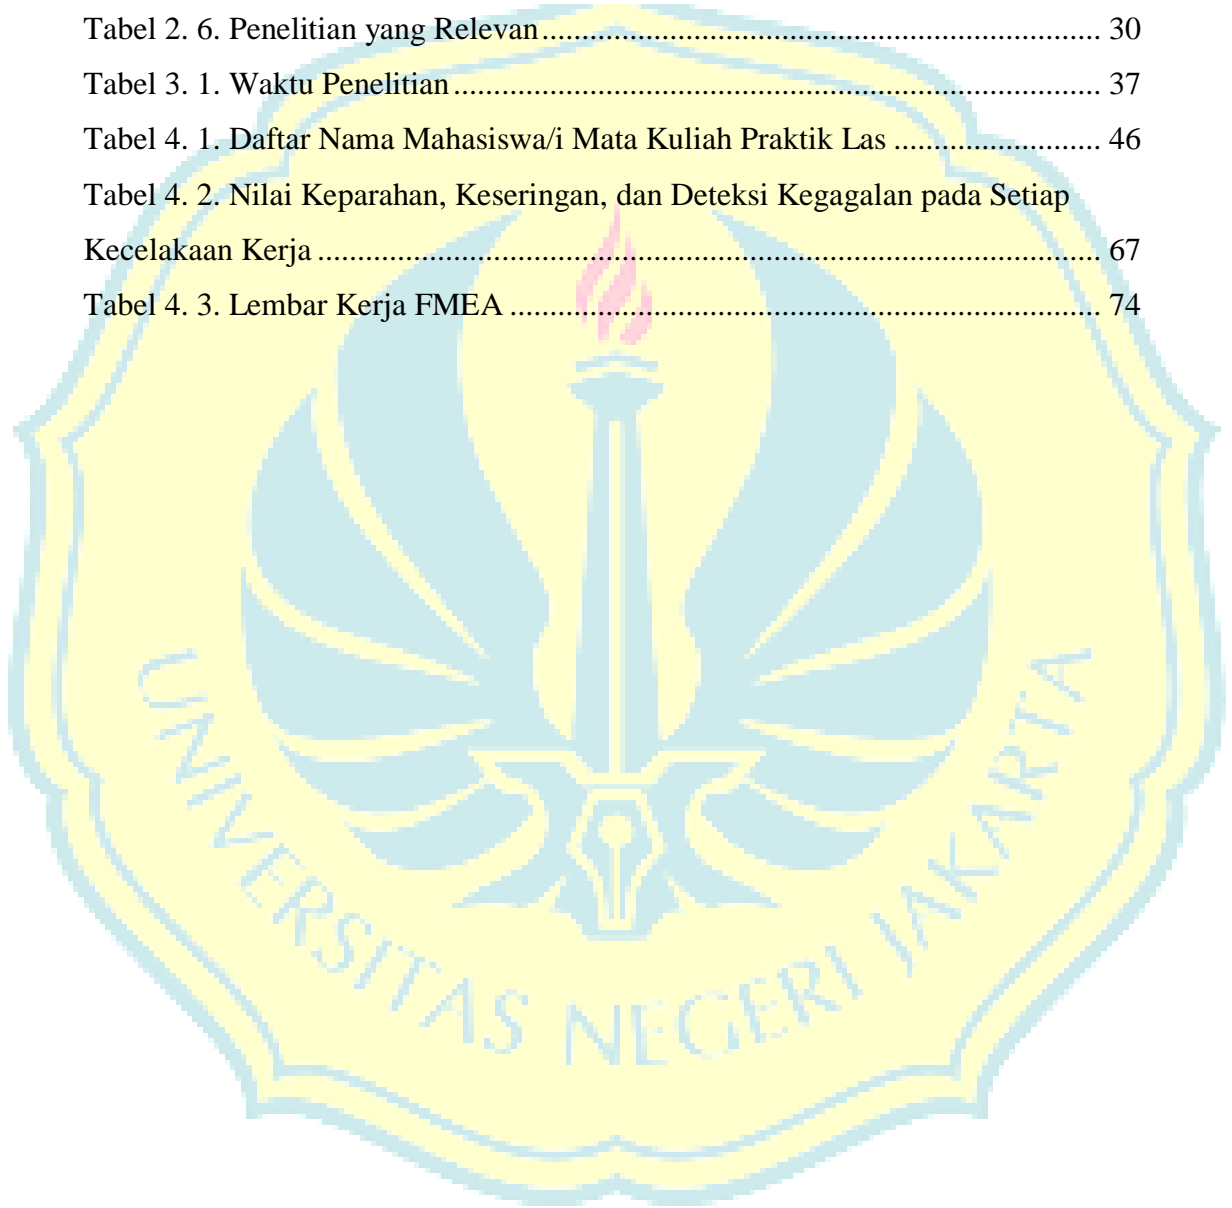 Tabel 2. 6. Penelitian yang Relevan.................................................................... 30
Tabel 3. 1. Waktu Penelitian............................................................................... 37
Tabel 4. 1. Daftar Nama Mahasiswa/i Mata Kuliah Praktik Las ......................... 46
Tabel 4. 2. Nilai Keparahan, Keseringan, dan Deteksi Kegagalan pada Setiap
Kecelakaan Kerja ............................................................................................... 67
Tabel 4. 3. Lembar Kerja FMEA ........................................................................ 74
UNIVERSITAS NEGERI JAKARTA